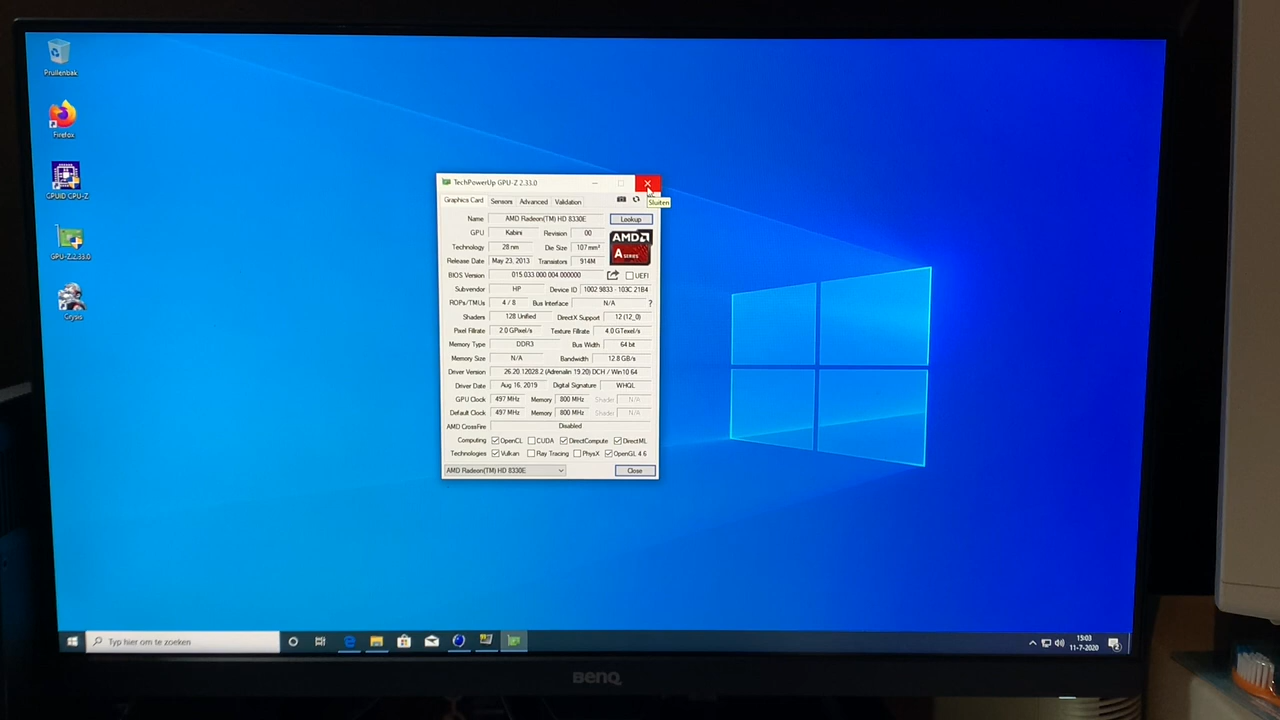 Prullenbak
Firefox
CPUID CPU-Z
GPU-Z.2.33.0
Crysis
TechPowerUp GPU-Z 2.33.0
Sluiten
Graphics Card Sensors Advanced Validation
Name AMD Radeon(TM) HD 8330E Lookup
GPU Kabini Revision 00
AMD
A SERIES
Technology 28 nm Die Size 107 mm²
Release Date May 23, 2013 Transistors 914M
BIOS Version 015.033.000.004.000000 UEFI
Subvendor HP Device ID 1002 9833 - 103C 21B4
ROPs/TMUs 4 / 8 Bus Interface N/A ?
Shaders 128 Unified DirectX Support 12 (12_0)
Pixel Fillrate 2.0 GPixel/s Texture Fillrate 4.0 GTexel/s
Memory Type DDR3 Bus Width 64 bit
Memory Size N/A Bandwidth 12.8 GB/s
Driver Version 26.20.12028.2 (Adrenalin 19.20) DCH / Win10 64
Driver Date Aug 16, 2019 Digital Signature WHQL
GPU Clock 497 MHz Memory 800 MHz Shader N/A
Default Clock 497 MHz Memory 800 MHz Shader N/A
AMD CrossFire Disabled
Computing OpenCL CUDA DirectCompute DirectML
Technologies Vulkan Ray Tracing PhysX OpenGL 4.6
AMD Radeon(TM) HD 8330E Close
Typ hier om te zoeken
15:03
11-7-2020
2
BenQ